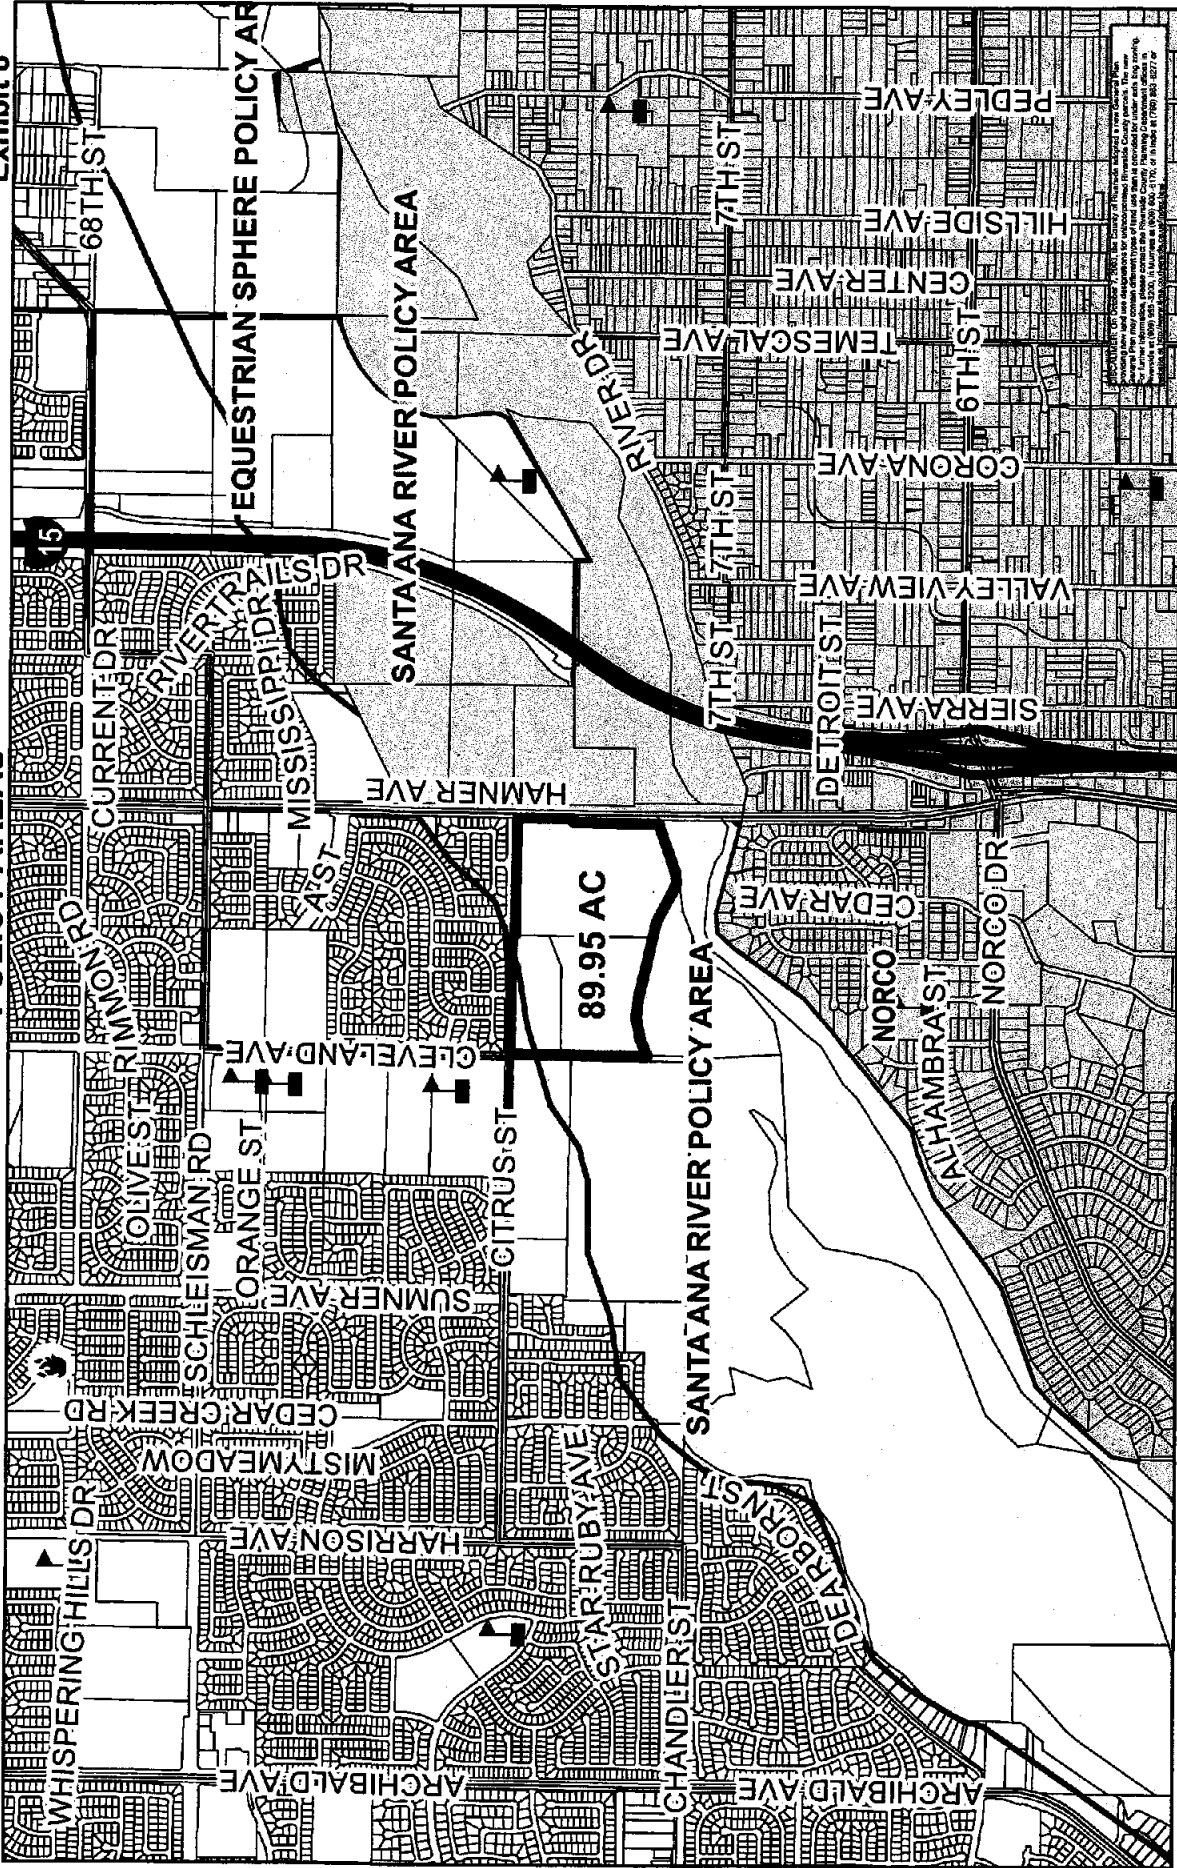 68TH ST
EQUESTRIAN SPHERE POLICY AR
SANTA ANA RIVER POLICY AREA
PEDLEY AVE
7TH ST
HILLSIDE AVE
CENTER AVE
TEMESCAL AVE
RIVER DR
6TH ST
CORONA AVE
7TH ST
7TH ST
VALLEY VIEW AVE
DETROIT ST
SIERRA AVE
15
RIVERTRAILS DR
MISSISSIPPI DR
CURRENT DR
HAMNER AVE
A ST
RIMMON RD
89.95 AC
CEDAR AVE
NORCO
NORCO DR
ALHAMBRA ST
CLEVELAND AVE
OLIVE ST
SCHLEISMAN RD
ORANGE ST
CITRUS ST
SUMNER AVE
SANTA ANA RIVER POLICY AREA
CEDAR CREEK RD
MISTYMEADOW
WHISPERING HILLS DR
HARRISON AVE
STAR RUBY AVE
DEARBORN ST
CHANDLER ST
ARCHIBALD AVE
ARCHIBALD AVE